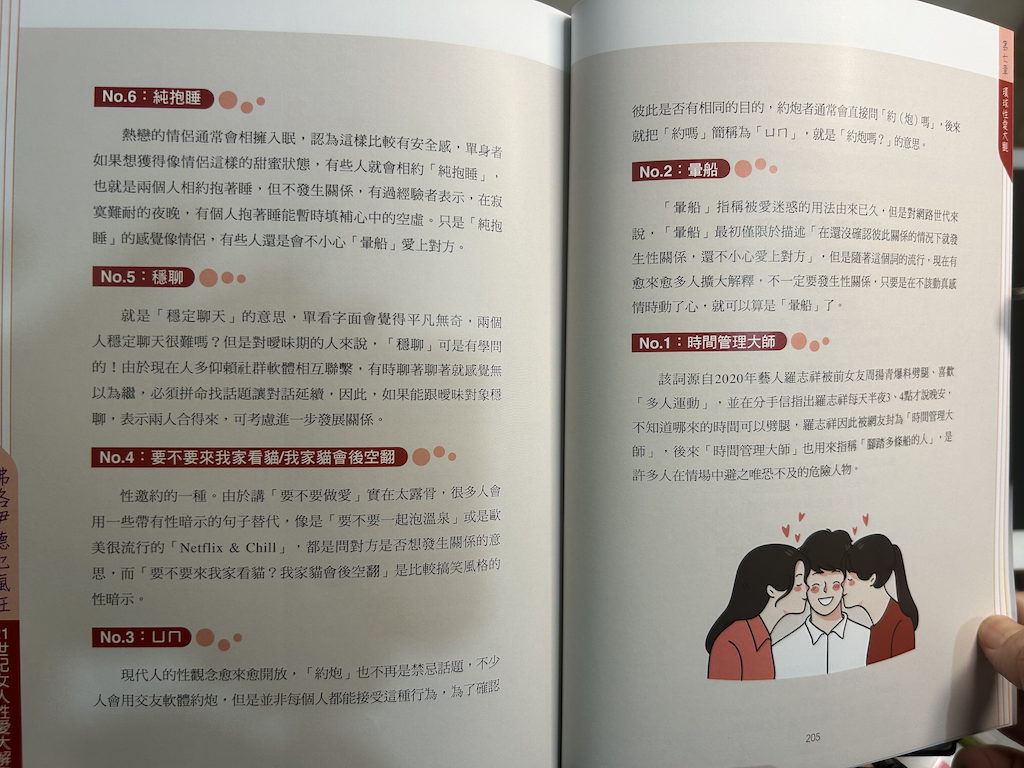 No.6：純抱睡
熱戀的情侶通常會相擁入眠，認為這樣比較有安全感，單身者
如果想獲得像情侶這樣的甜蜜狀態，有些人就會相約「純抱睡」，
也就是兩個人相約抱著睡，但不發生關係，有過經驗者表示，在寂
寞難耐的夜晚，有個人抱著睡能暫時填補心中的空虛。只是「純抱
睡」的感覺像情侶，有些人還是會不小心「暈船」愛上對方。
No.5：穩聊
就是「穩定聊天」的意思，單看字面會覺得平凡無奇，兩個
人穩定聊天很難嗎？但是對曖昧期的人來說，「穩聊」可是有學問
的！由於現在人多仰賴社群軟體相互聯繫，有時聊著聊著就感覺無
以為繼，必須拼命找話題讓對話延續，因此，如果能跟曖昧對象穩
聊，表示兩人合得來，可考慮進一步發展關係。
No.4：要不要來我家看貓/我家貓會後空翻
性邀約的一種。由於講「要不要做愛」實在太露骨，很多人會
用一些帶有性暗示的句子替代，像是「要不要一起泡溫泉」或是歐
美很流行的「Netflix & Chill」，都是問對方是否想發生關係的意
思，而「要不要來我家看貓？我家貓會後空翻」是比較搞笑風格的
性暗示。
No.3：ㄩㄇ
現代人的性觀念愈來愈開放，「約炮」也不再是禁忌話題，不少
人會用交友軟體約炮，但是並非每個人都能接受這種行為，為了確認
世紀女人性愛大解
彼此是否有相同的目的，約炮者通常會直接問「約（炮）嗎」，後來
就把「約嗎」簡稱為「ㄩㄇ」，就是「約炮嗎？」的意思。
No.2：暈船
「暈船」指稱被愛迷惑的用法由來已久，但是對網路世代來
說，「暈船」最初僅限於描述「在還沒確認彼此關係的情況下就發
生性關係，還不小心愛上對方」，但是隨著這個詞的流行，現在有
愈來愈多人擴大解釋，不一定要發生性關係，只要是在不該動真感
情時動了心，就可以算是「暈船」了。
No.1：時間管理大師
該詞源自2020年藝人羅志祥被前女友周揚青爆料劈腿、喜歡
「多人運動」，並在分手信指出羅志祥每天半夜3、4點才說晚安，
不知道哪來的時間可以劈腿，羅志祥因此被網友封為「時間管理大
師」，後來「時間管理大師」也用來指稱「腳踏多條船的人」，是
許多人在情場中避之唯恐不及的危險人物。
205
第七章
環球性愛大觀